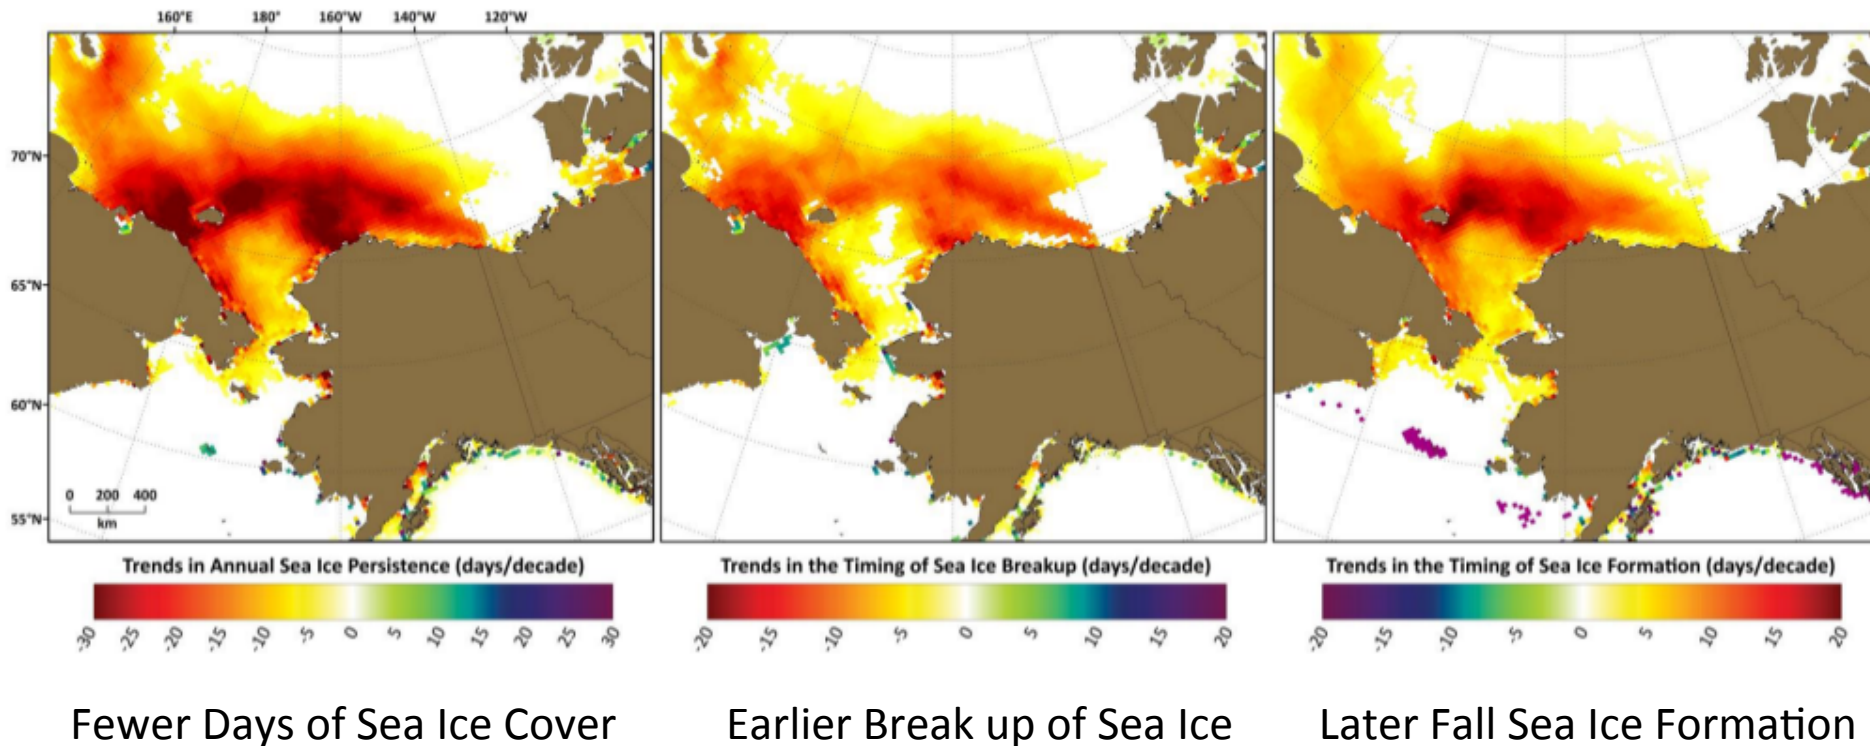 160°E 180° 160°W 140°W 120°W
70°N
65°N
60°N
55°N
0 200 400
km
Trends in Annual Sea Ice Persistence (days/decade)
-30 -25 -20 -15 -10 -5 0 5 10 15 20 25 30
Fewer Days of Sea Ice Cover
Trends in the Timing of Sea Ice Breakup (days/decade)
-20 -15 -10 -5 0 5 10 15 20
Earlier Break up of Sea Ice
Trends in the Timing of Sea Ice Formation (days/decade)
-20 -15 -10 -5 0 5 10 15 20
Later Fall Sea Ice Formation